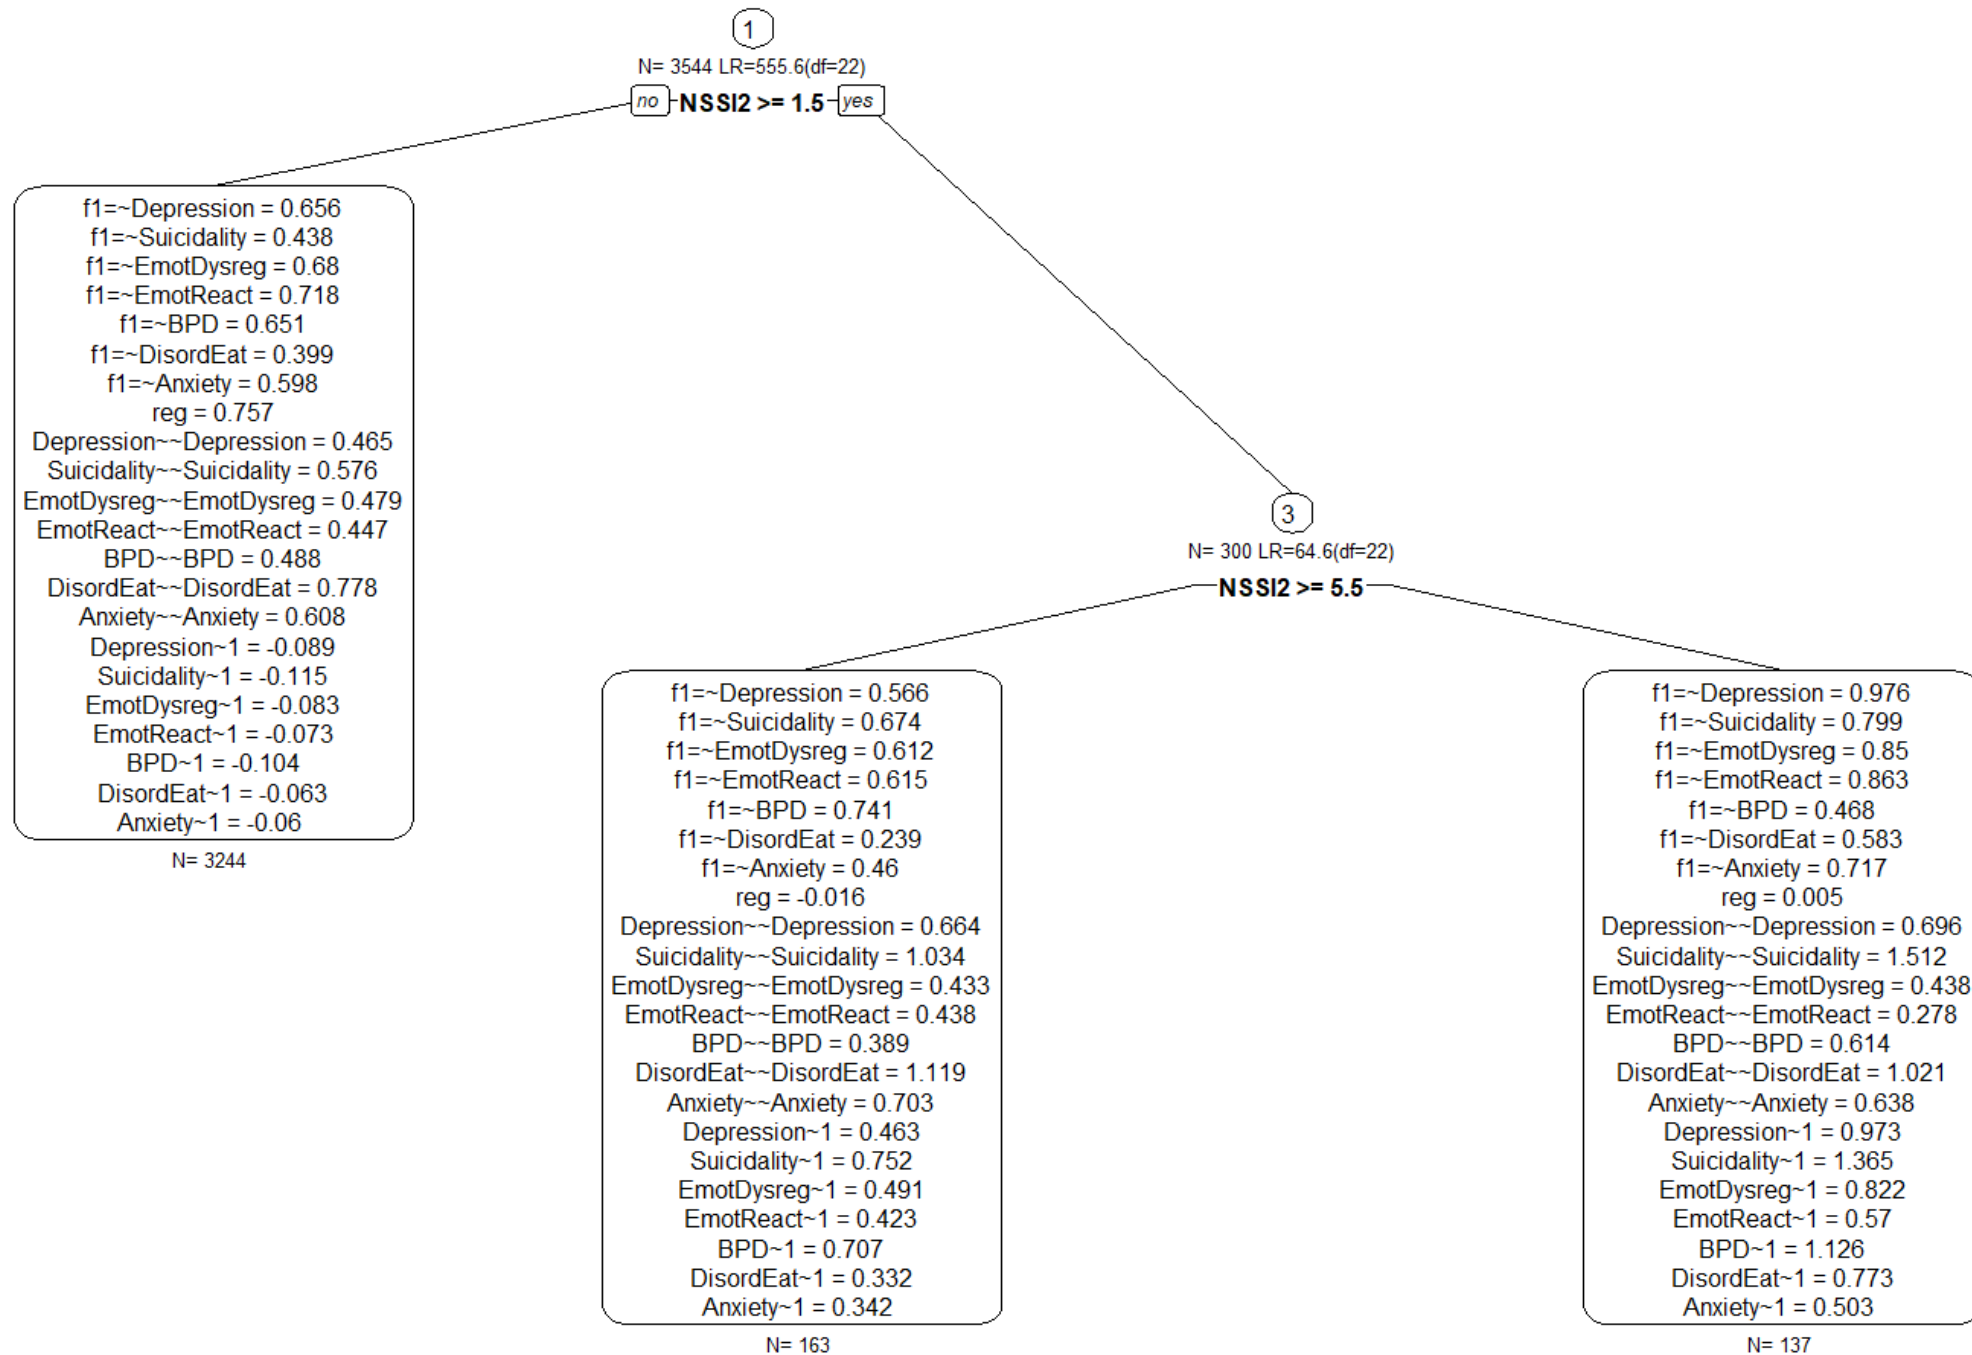 1
N= 3544 LR=555.6(df=22)
no NSSI2 >= 1.5 yes
f1=~Depression = 0.656
f1=~Suicidality = 0.438
f1=~EmotDysreg = 0.68
f1=~EmotReact = 0.718
f1=~BPD = 0.651
f1=~DisordEat = 0.399
f1=~Anxiety = 0.598
reg = 0.757
Depression~~Depression = 0.465
Suicidality~~Suicidality = 0.576
EmotDysreg~~EmotDysreg = 0.479
EmotReact~~EmotReact = 0.447
BPD~~BPD = 0.488
DisordEat~~DisordEat = 0.778
Anxiety~~Anxiety = 0.608
Depression~1 = -0.089
Suicidality~1 = -0.115
EmotDysreg~1 = -0.083
EmotReact~1 = -0.073
BPD~1 = -0.104
DisordEat~1 = -0.063
Anxiety~1 = -0.06
N= 3244
3
N= 300 LR=64.6(df=22)
NSSI2 >= 5.5
f1=~Depression = 0.566
f1=~Suicidality = 0.674
f1=~EmotDysreg = 0.612
f1=~EmotReact = 0.615
f1=~BPD = 0.741
f1=~DisordEat = 0.239
f1=~Anxiety = 0.46
reg = -0.016
Depression~~Depression = 0.664
Suicidality~~Suicidality = 1.034
EmotDysreg~~EmotDysreg = 0.433
EmotReact~~EmotReact = 0.438
BPD~~BPD = 0.389
DisordEat~~DisordEat = 1.119
Anxiety~~Anxiety = 0.703
Depression~1 = 0.463
Suicidality~1 = 0.752
EmotDysreg~1 = 0.491
EmotReact~1 = 0.423
BPD~1 = 0.707
DisordEat~1 = 0.332
Anxiety~1 = 0.342
N= 163
f1=~Depression = 0.976
f1=~Suicidality = 0.799
f1=~EmotDysreg = 0.85
f1=~EmotReact = 0.863
f1=~BPD = 0.468
f1=~DisordEat = 0.583
f1=~Anxiety = 0.717
reg = 0.005
Depression~~Depression = 0.696
Suicidality~~Suicidality = 1.512
EmotDysreg~~EmotDysreg = 0.438
EmotReact~~EmotReact = 0.278
BPD~~BPD = 0.614
DisordEat~~DisordEat = 1.021
Anxiety~~Anxiety = 0.638
Depression~1 = 0.973
Suicidality~1 = 1.365
EmotDysreg~1 = 0.822
EmotReact~1 = 0.57
BPD~1 = 1.126
DisordEat~1 = 0.773
Anxiety~1 = 0.503
N= 137